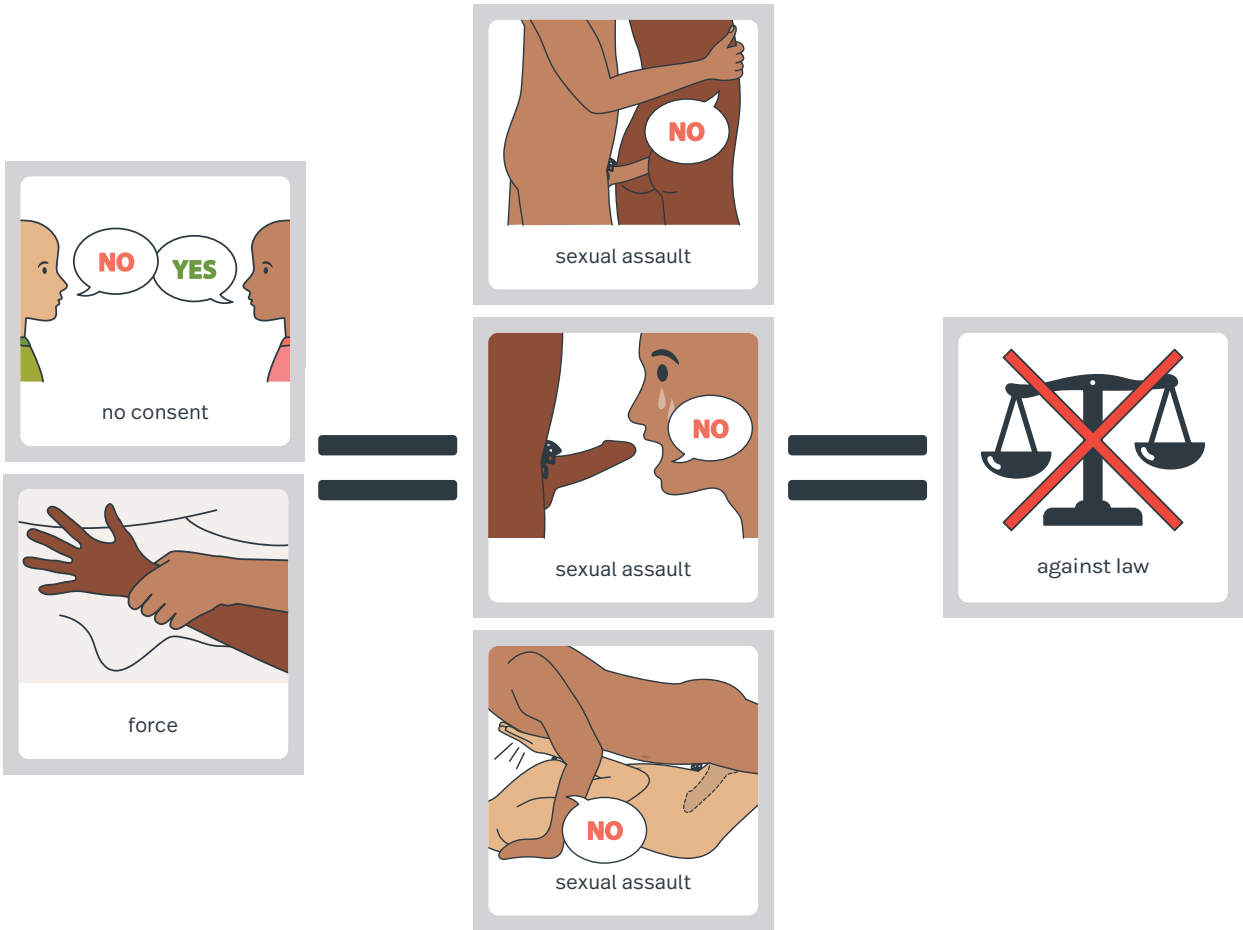 NO
YES
no consent
force
NO
sexual assault
NO
sexual assault
NO
sexual assault
against law